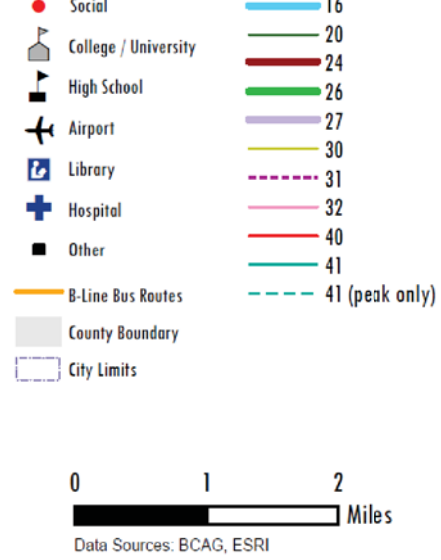 Social
College / University
High School
Airport
Library
Hospital
Other
B-Line Bus Routes
County Boundary
City Limits
16
20
24
26
27
30
31
32
40
41
41 (peak only)
0 1 2
Miles
Data Sources: BCAG, ESRI